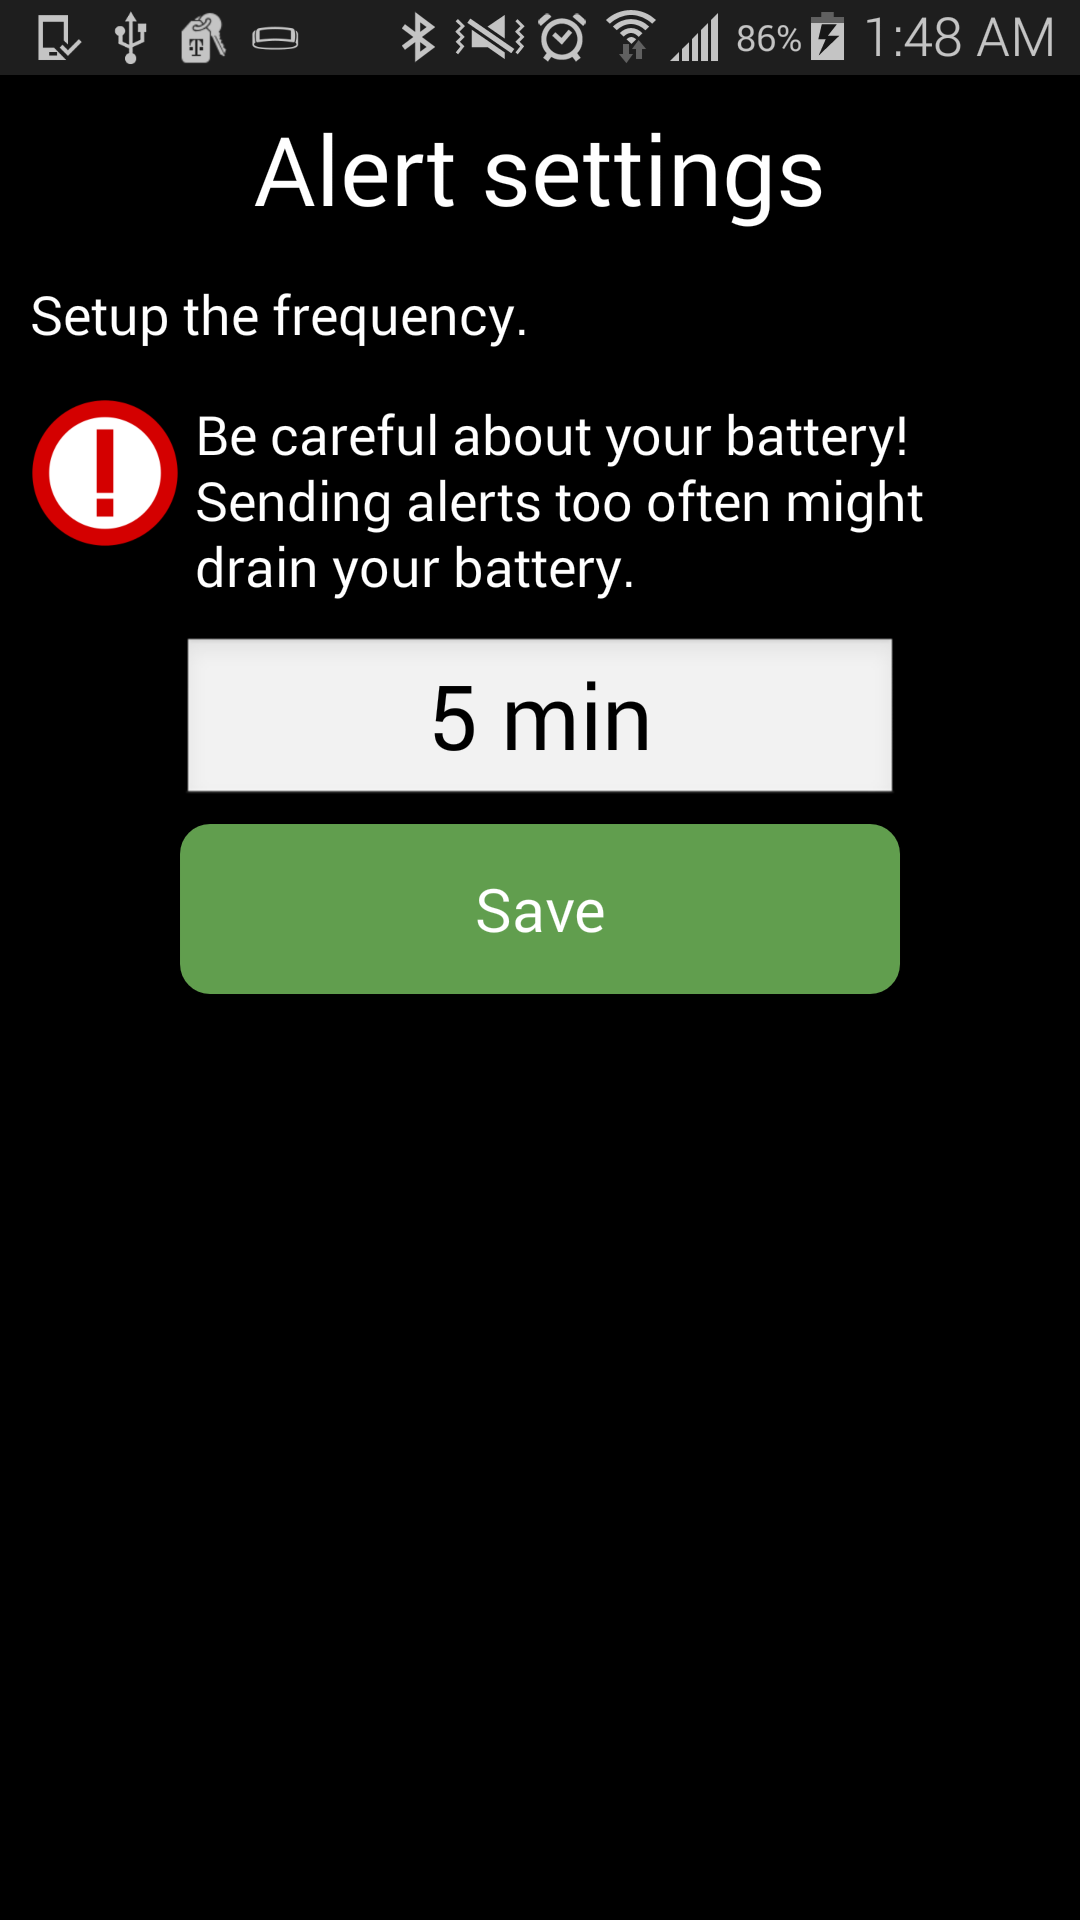 86% 1:48 AM
Alert settings
Setup the frequency.
Be careful about your battery!
Sending alerts too often might
drain your battery.
5 min
Save